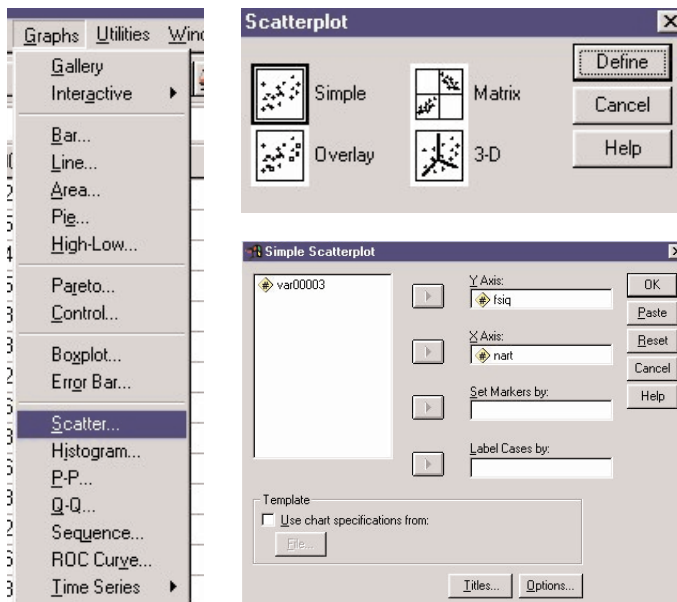 Graphs Utilities
Gallery
Interactive
Bar...
Line...
Area...
Pie...
High-Low...
Pareto...
Control...
Boxplot...
Error Bar...
Scatter...
Histogram...
P-P...
Q-Q...
Sequence...
ROC Curve...
Time Series
Scatterplot
Simple
Matrix
Overlay
3-D
Define
Cancel
Help
Simple Scatterplot
var00003
Y Axis:
fsiq
X Axis:
nart
Set Markers by:
Label Cases by:
OK
Paste
Reset
Cancel
Help
Template
Use chart specifications from:
File...
Titles... Options...